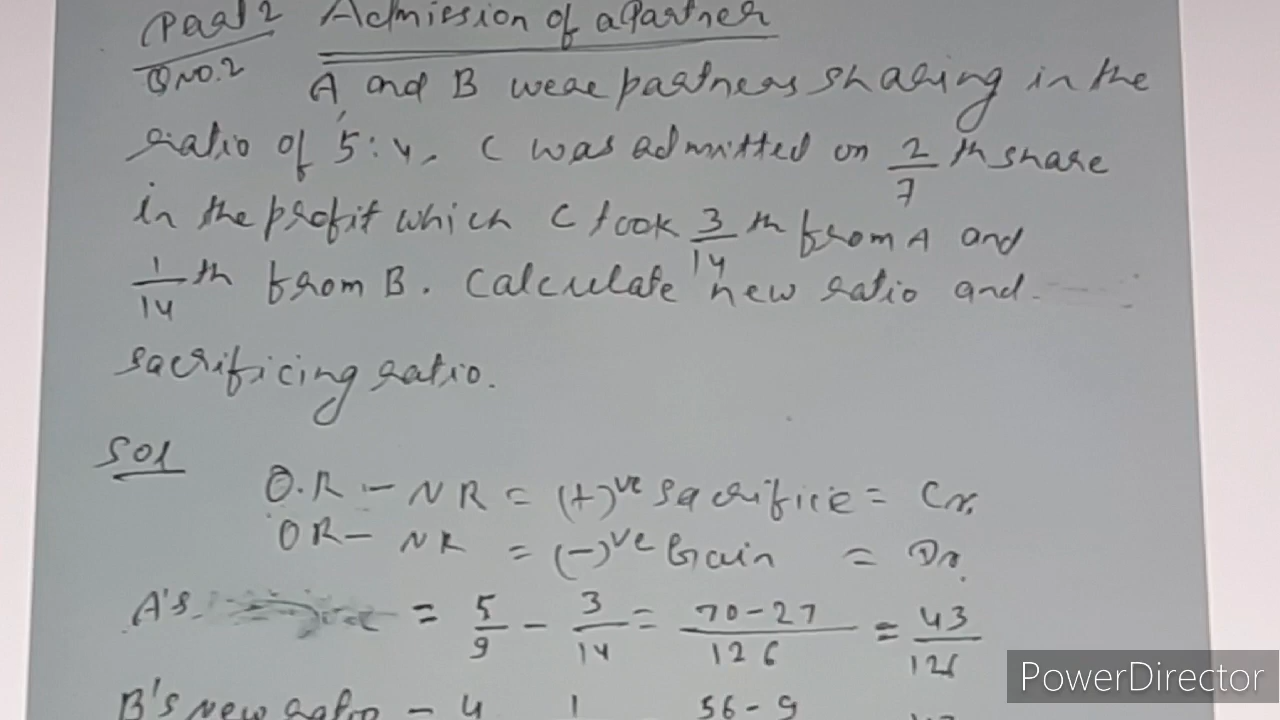 Part 2 Admission of a Partner
Q NO.2 A and B were partners sharing in the
ratio of 5:4. C was admitted on 2/7 th share
in the profit which C took 3/14 th from A and
1/14 th from B. Calculate new ratio and
sacrificing ratio.
Sol
O.R - NR = (+)ve sacrifice = Cr.
OR - NR = (-)ve Gain = Dr.
A's = 5/9 - 3/14 = 70-27/126 = 43/126
B's new ratio - 4 1 56-9
PowerDirector